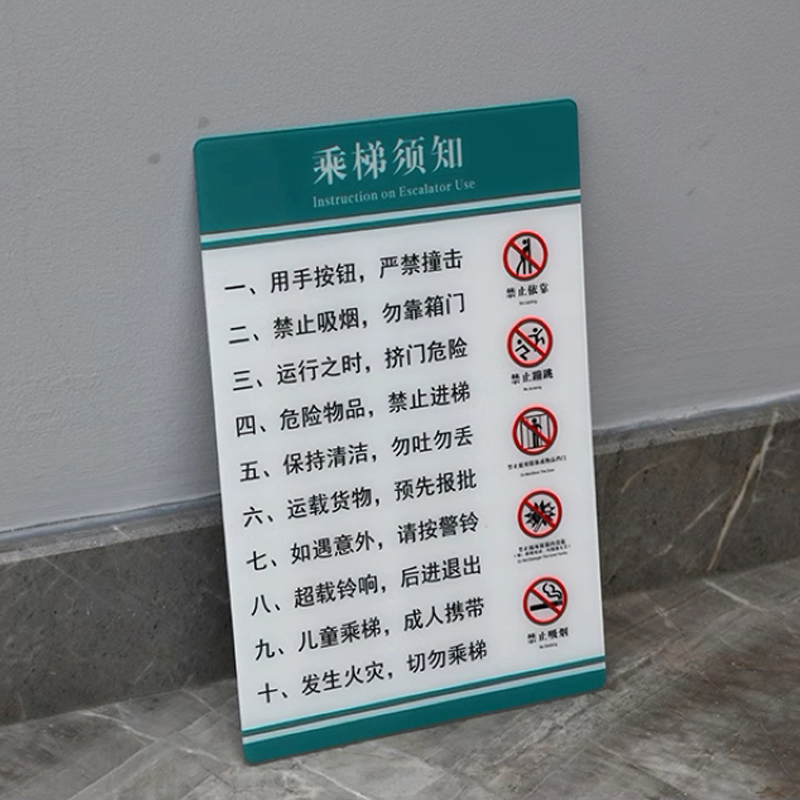 乘梯须知
Instruction on Escalator Use
一、用手按钮，严禁撞击
二、禁止吸烟，勿靠箱门
三、运行之时，挤门危险
四、危险物品，禁止进梯
五、保持清洁，勿吐勿丢
六、运载货物，预先报批
七、如遇意外，请按警铃
八、超载铃响，后进退出
九、儿童乘梯，成人携带
十、发生火灾，切勿乘梯
禁止依靠
禁止蹦跳
禁止吸烟